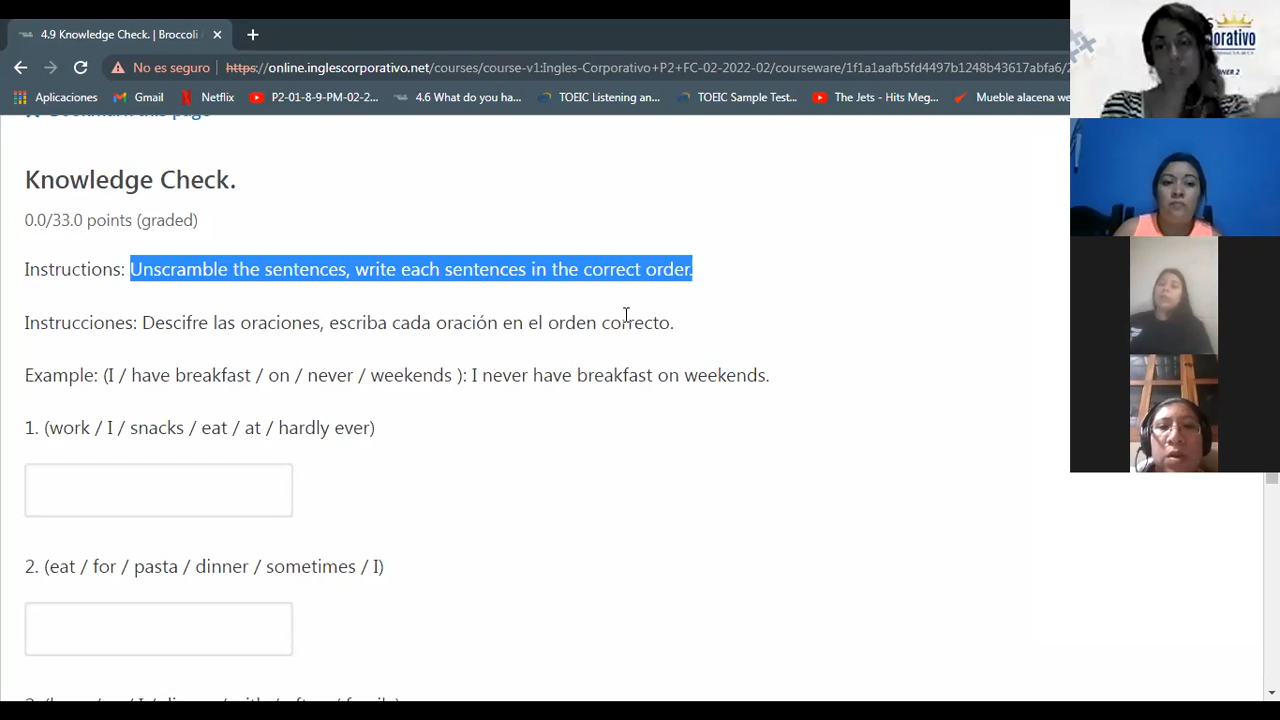 4.9 Knowledge Check. | Broccoli
No es seguro
https://online.inglescorporativo.net/courses/course-v1:Ingles-Corporativo+P2+FC-02-2022-02/courseware/1f1a1aafb5fd4497b1248b43617abfa6/
Aplicaciones
Gmail
Netflix
P2-01-8-9-PM-02-2...
4.6 What do you ha...
TOEIC Listening an...
TOEIC Sample Test...
The Jets - Hits Meg...
Mueble alacena we
Knowledge Check.
0.0/33.0 points (graded)
Instructions: Unscramble the sentences, write each sentences in the correct order.
Instrucciones: Descifre las oraciones, escriba cada oración en el orden correcto.
Example: (I / have breakfast / on / never / weekends ): I never have breakfast on weekends.
1. (work / I / snacks / eat / at / hardly ever)
2. (eat / for / pasta / dinner / sometimes / I)